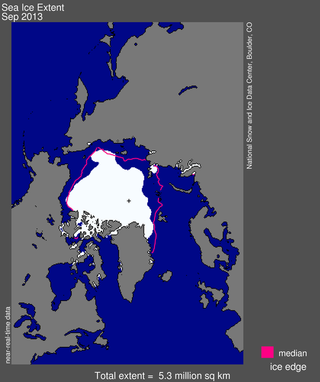 Sea Ice Extent
Sep 2013
National Snow and Ice Data Center, Boulder, CO
near-real-time data
median
ice edge
Total extent = 5.3 million sq km